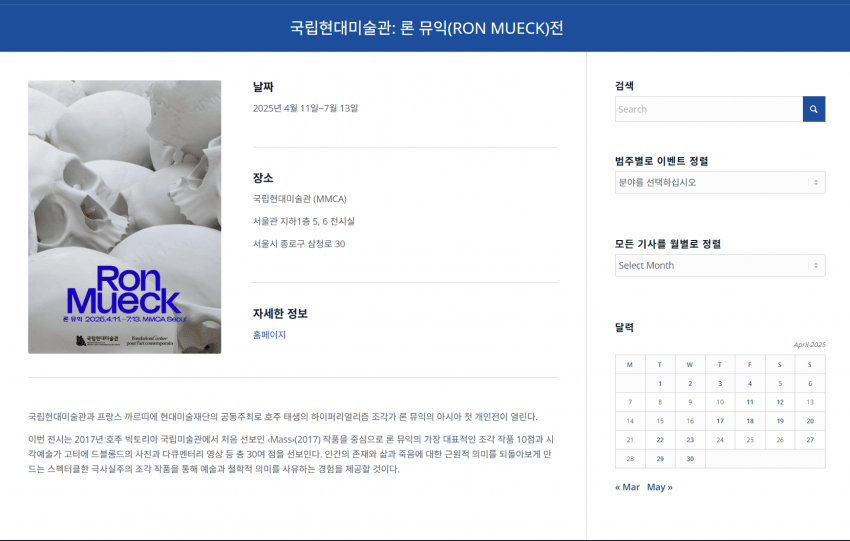 국립현대미술관: 론 뮤익(RON MUECK)전
Ron
Mueck
론 뮤익 2025.4.11.–7.13. MMCA Seoul
국립현대미술관
Fondation Cartier
pour l'art contemporain
날짜
2025년 4월 11일–7월 13일
장소
국립현대미술관 (MMCA)
서울관 지하1층 5, 6 전시실
서울시 종로구 삼청로 30
자세한 정보
홈페이지
국립현대미술관과 프랑스 까르띠에 현대미술재단의 공동주최로 호주 태생의 하이퍼리얼리즘 조각가 론 뮤익의 아시아 첫 개인전이 열린다.
이번 전시는 2017년 호주 빅토리아 국립미술관에서 처음 선보인 ‹Mass›(2017) 작품을 중심으로 론 뮤익의 가장 대표적인 조각 작품 10점과 시
각예술가 고티에 드블롱드의 사진과 다큐멘터리 영상 등 총 30여 점을 선보인다. 인간의 존재와 삶과 죽음에 대한 근원적 의미를 되돌아보게 만
드는 스펙터클한 극사실주의 조각 작품을 통해 예술과 철학적 의미를 사유하는 경험을 제공할 것이다.
검색
Search
범주별로 이벤트 정렬
분야를 선택하십시오
모든 기사를 월별로 정렬
Select Month
달력
April 2025
M T W T F S S
1 2 3 4 5 6
7 8 9 10 11 12 13
14 15 16 17 18 19 20
21 22 23 24 25 26 27
28 29 30
« Mar May »